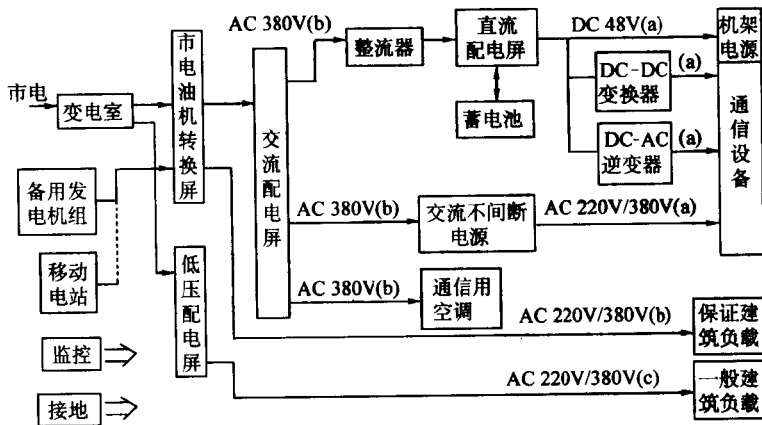 AC 380V(b)
整流器
直流
配电屏
DC 48V(a)
机架
电源
市电
变电室
市电油机转换屏
交流配电屏
蓄电池
DC-DC
变换器
(a)
DC-AC
逆变器
(a)
通信设备
备用发
电机组
移动
电站
低压配电屏
AC 380V(b)
交流不间断
电源
AC 220V/380V(a)
AC 380V(b)
通信用
空调
AC 220V/380V(b)
保证建
筑负载
监控
AC 220V/380V(c)
一般建
筑负载
接地